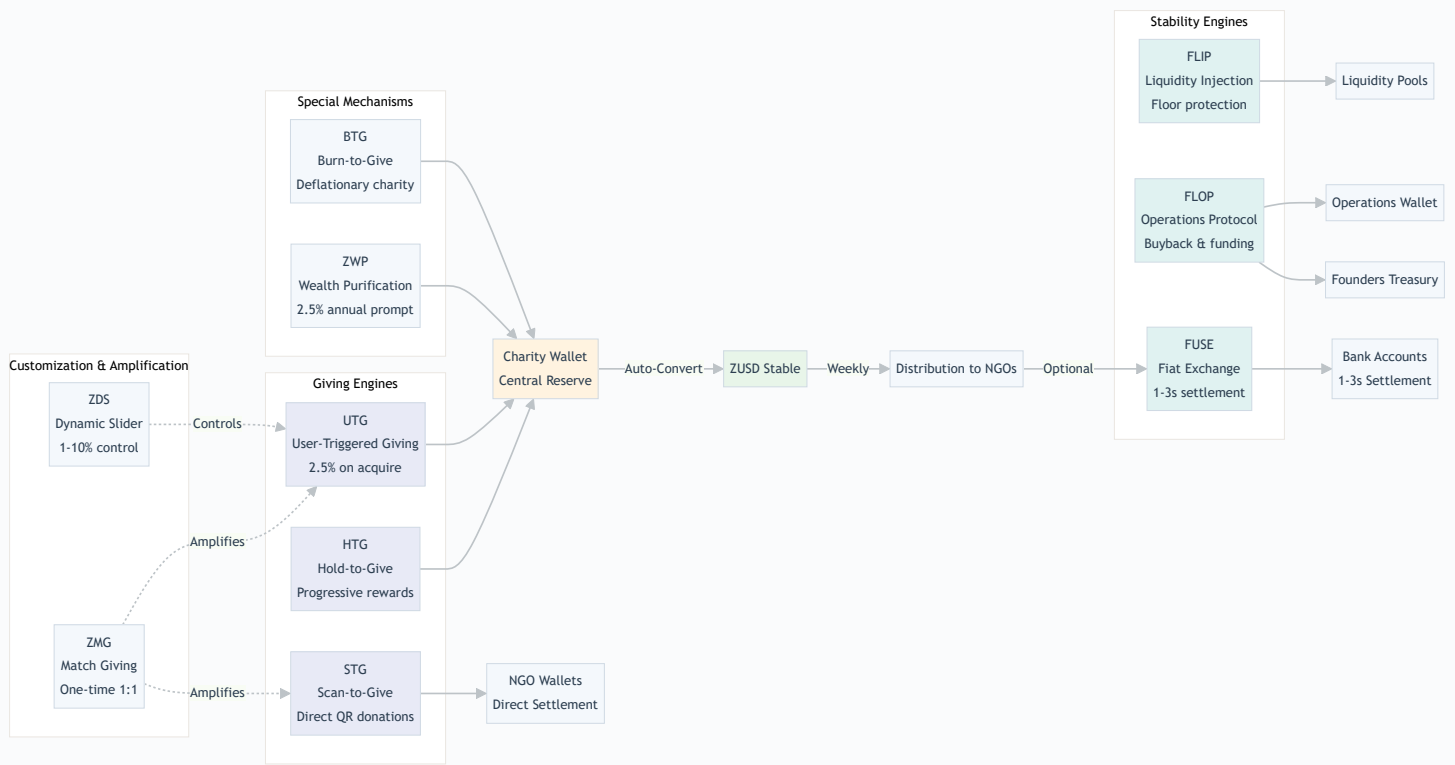 Stability Engines
FLIP
Liquidity Injection
Floor protection
Liquidity Pools
Special Mechanisms
BTG
Burn-to-Give
Deflationary charity
FLOP
Operations Protocol
Buyback & funding
Operations Wallet
Founders Treasury
ZWP
Wealth Purification
2.5% annual prompt
Customization & Amplification
ZDS
Dynamic Slider
1-10% control
Controls
Giving Engines
UTG
User-Triggered Giving
2.5% on acquire
Charity Wallet
Central Reserve
Auto-Convert
ZUSD Stable
Weekly
Distribution to NGOs
Optional
FUSE
Fiat Exchange
1-3s settlement
Bank Accounts
1-3s Settlement
Amplifies
HTG
Hold-to-Give
Progressive rewards
ZMG
Match Giving
One-time 1:1
Amplifies
STG
Scan-to-Give
Direct QR donations
NGO Wallets
Direct Settlement